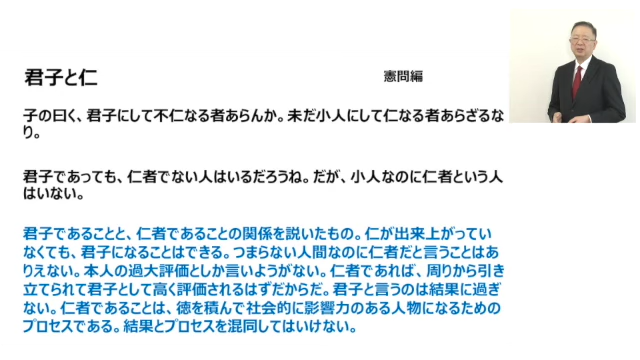 君子と仁
憲問編
子の曰く、君子にして不仁なる者あらんか。未だ小人にして仁なる者あらざるな
り。
君子であっても、仁者でない人はいるだろうね。だが、小人なのに仁者という人
はいない。
君子であることと、仁者であることの関係を説いたもの。仁が出来上がってい
なくても、君子になることはできる。つまらない人間なのに仁者だと言うことはあ
りえない。本人の過大評価としか言いようがない。仁者であれば、周りから引き
立てられて君子として高く評価されるはずだからだ。君子と言うのは結果に過ぎ
ない。仁者であることは、徳を積んで社会的に影響力のある人物になるための
プロセスである。結果とプロセスを混同してはいけない。